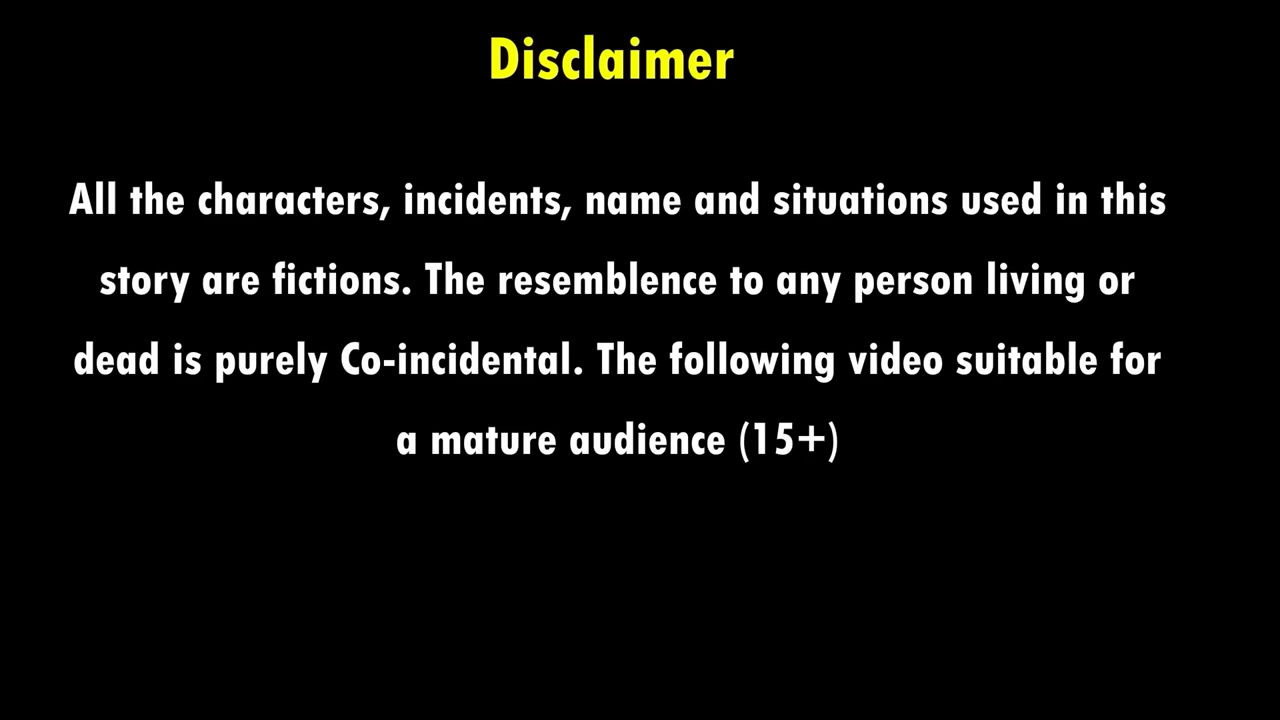 Disclaimer
All the characters, incidents, name and situations used in this
story are fictions. The resemblence to any person living or
dead is purely Co-incidental. The following video suitable for
a mature audience (15+)